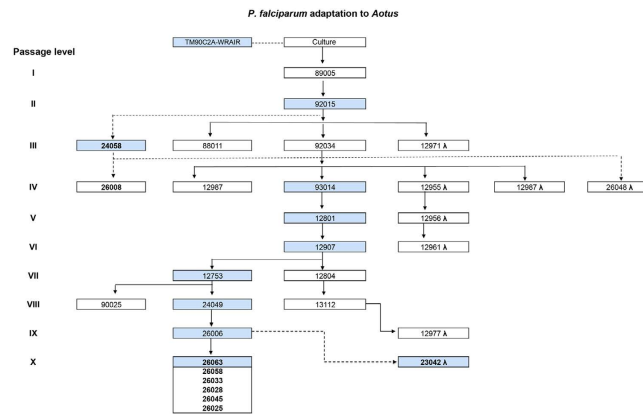 P. falciparum adaptation to Aotus
TM90C2A-WRAIR Culture
Passage level
I 89005
II 92015
III 24058 88011 92034 12971 λ
IV 26008 12987 93014 12955 λ 12987 λ 26048 λ
V 12801 12956 λ
VI 12907 12961 λ
VII 12753 12804
VIII 90025 24049 13112
IX 26006 12977 λ
X 26063 23042 λ
26058
26033
26028
26045
26025